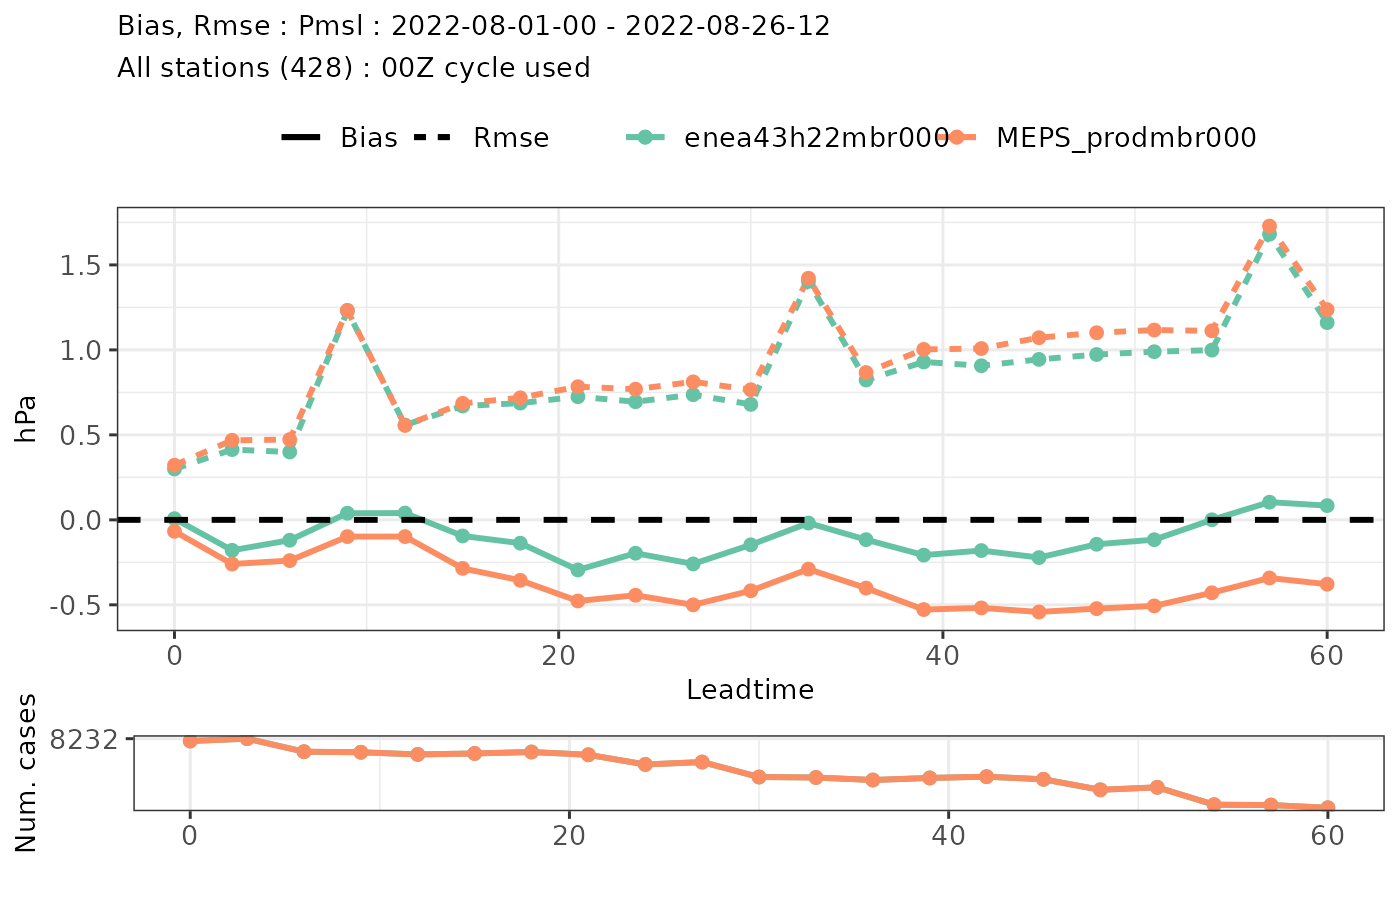 Bias, Rmse : Pmsl : 2022-08-01-00 - 2022-08-26-12
All stations (428) : 00Z cycle used
Bias Rmse enea43h22mbr000 MEPS_prodmbr000
hPa
1.5
1.0
0.5
0.0
-0.5
0 20 40 60
Leadtime
Num. cases
8232
0 20 40 60